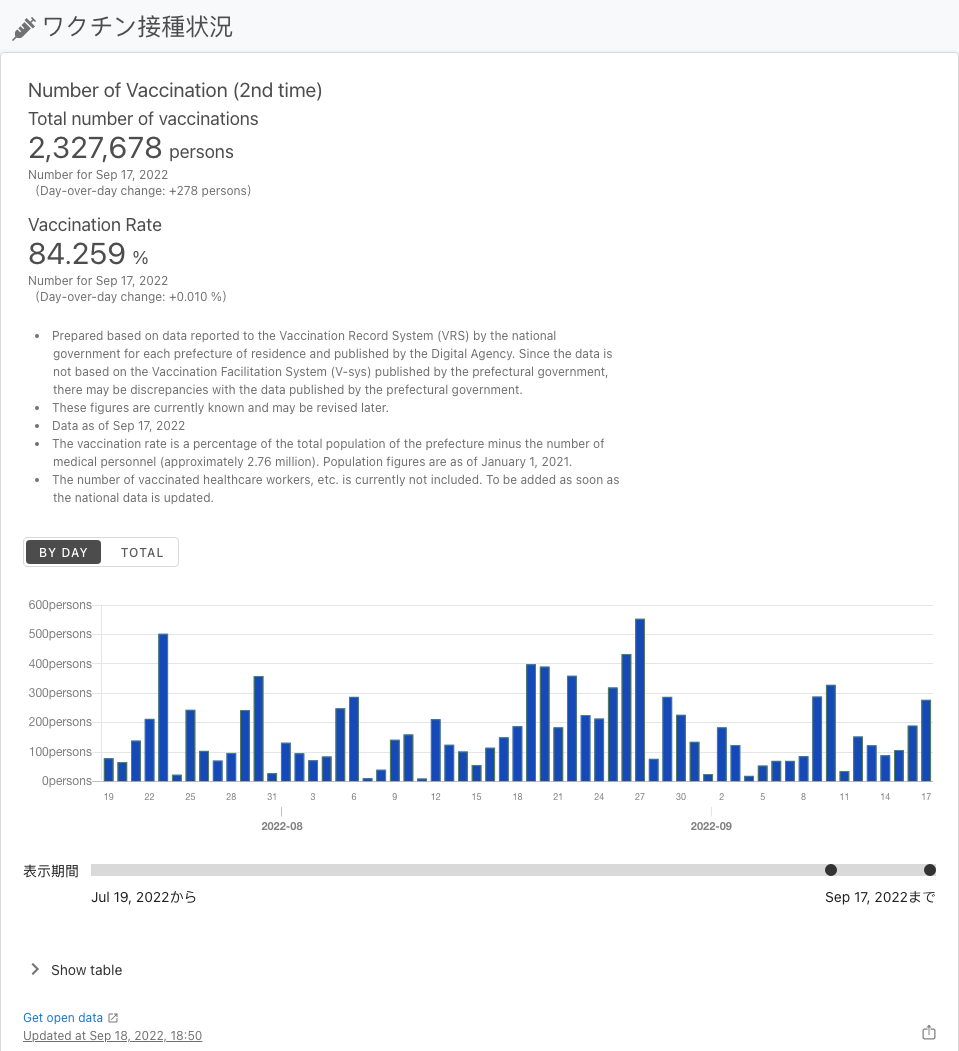 ワクチン接種状況
Number of Vaccination (2nd time)
Total number of vaccinations
2,327,678 persons
Number for Sep 17, 2022
(Day-over-day change: +278 persons)
Vaccination Rate
84.259 %
Number for Sep 17, 2022
(Day-over-day change: +0.010 %)
• Prepared based on data reported to the Vaccination Record System (VRS) by the national
government for each prefecture of residence and published by the Digital Agency. Since the data is
not based on the Vaccination Facilitation System (V-sys) published by the prefectural government,
there may be discrepancies with the data published by the prefectural government.
• These figures are currently known and may be revised later.
• Data as of Sep 17, 2022
• The vaccination rate is a percentage of the total population of the prefecture minus the number of
medical personnel (approximately 2.76 million). Population figures are as of January 1, 2021.
• The number of vaccinated healthcare workers, etc. is currently not included. To be added as soon as
the national data is updated.
BY DAY TOTAL
600persons
500persons
400persons
300persons
200persons
100persons
0persons
19 22 25 28 31 3 6 9 12 15 18 21 24 27 30 2 5 8 11 14 17
2022-08 2022-09
表示期間
Jul 19, 2022から Sep 17, 2022まで
Show table
Get open data
Updated at Sep 18, 2022, 18:50